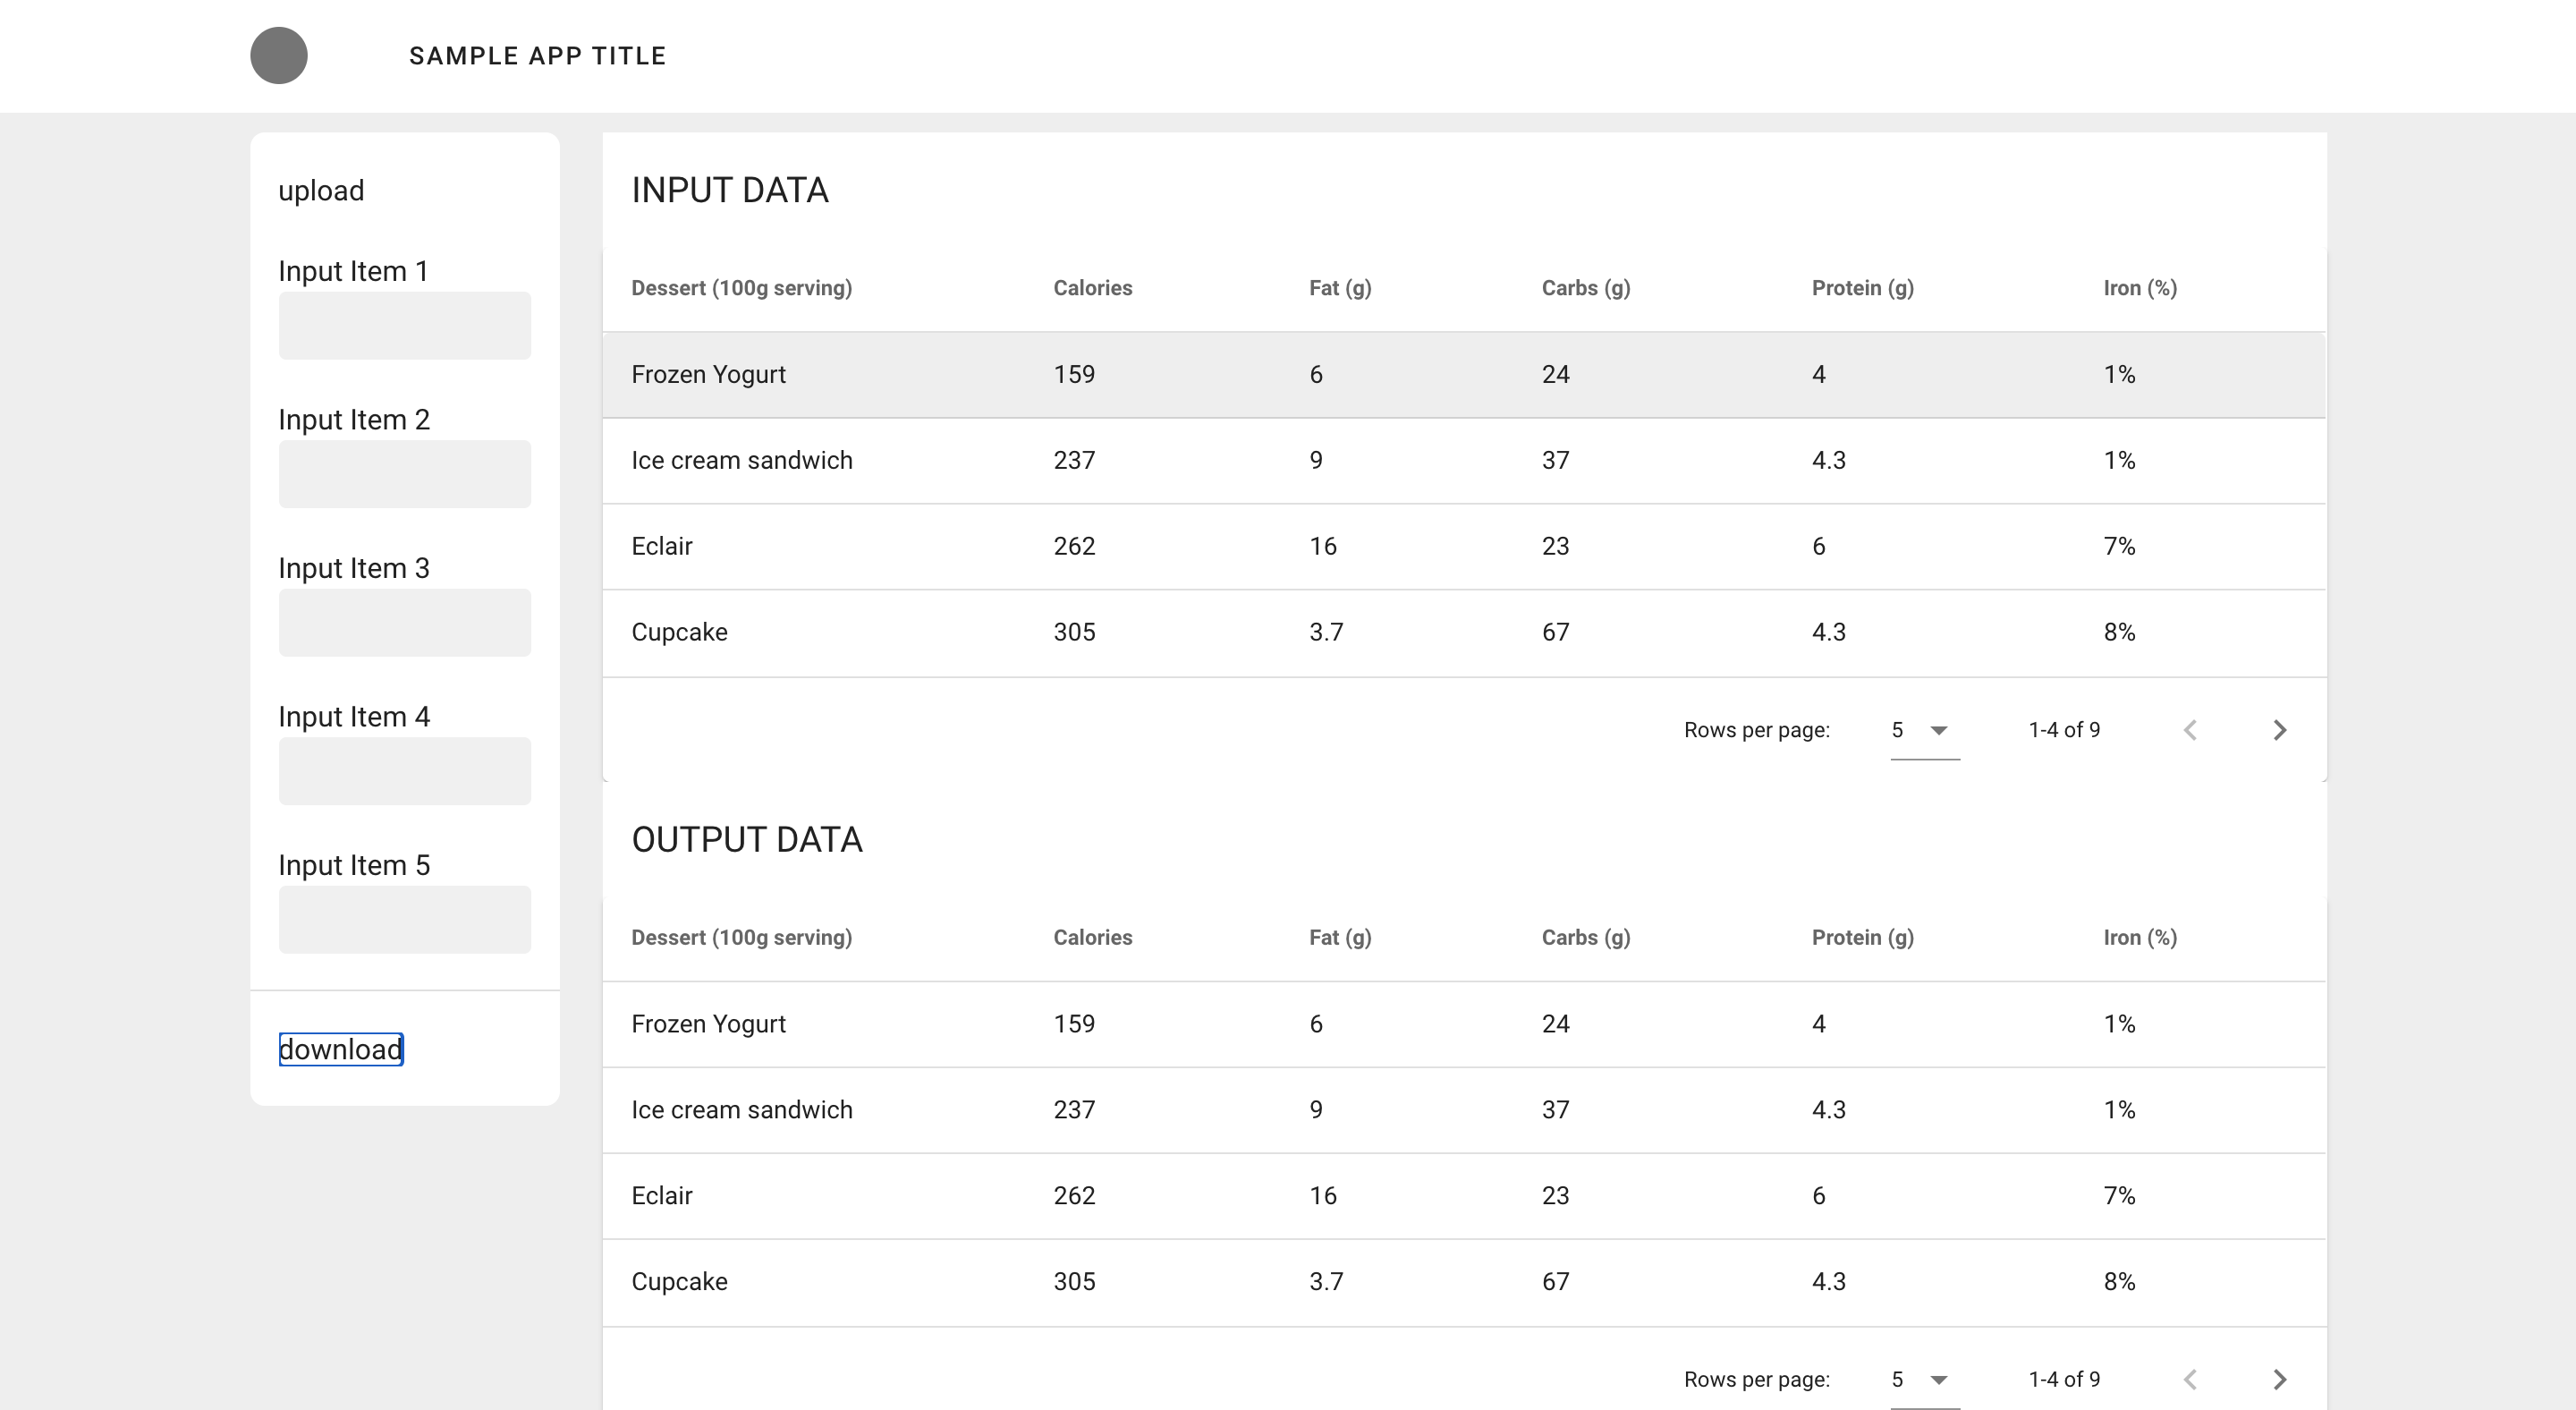 SAMPLE APP TITLE
upload
Input Item 1
Input Item 2
Input Item 3
Input Item 4
Input Item 5
download
INPUT DATA
Dessert (100g serving) Calories Fat (g) Carbs (g) Protein (g) Iron (%)
Frozen Yogurt 159 6 24 4 1%
Ice cream sandwich 237 9 37 4.3 1%
Eclair 262 16 23 6 7%
Cupcake 305 3.7 67 4.3 8%
Rows per page: 5 1-4 of 9
OUTPUT DATA
Dessert (100g serving) Calories Fat (g) Carbs (g) Protein (g) Iron (%)
Frozen Yogurt 159 6 24 4 1%
Ice cream sandwich 237 9 37 4.3 1%
Eclair 262 16 23 6 7%
Cupcake 305 3.7 67 4.3 8%
Rows per page: 5 1-4 of 9